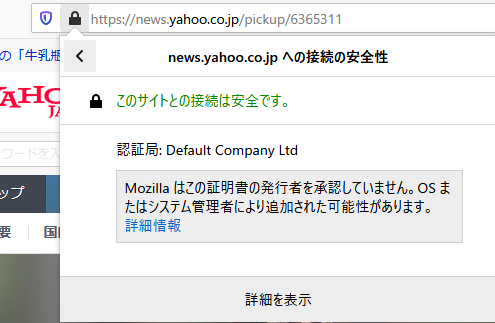 https://news.yahoo.co.jp/pickup/6365311
の「牛乳瓶
news.yahoo.co.jp への接続の安全性
YAHOO
JA
このサイトとの接続は安全です。
ワードを入
認証局: Default Company Ltd
ップ
Mozilla はこの証明書の発行者を承認していません。OS ま
たはシステム管理者により追加された可能性があります。
要
国
詳細情報
詳細を表示